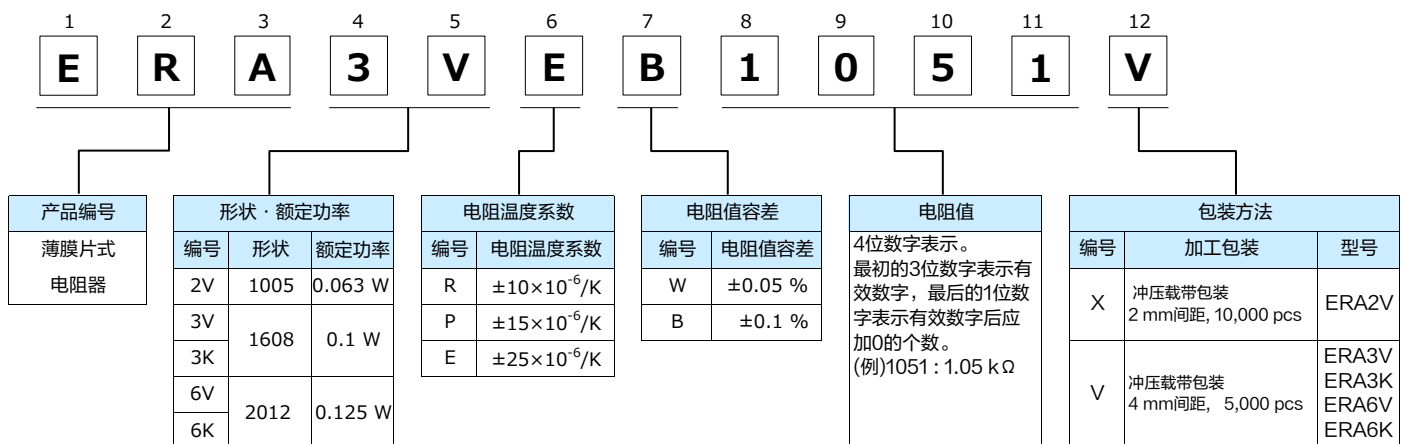 1 2 3 4 5 6 7 8 9 10 11 12
E R A 3 V E B 1 0 5 1 V
产品编号
薄膜片式
电阻器
形状・额定功率
编号 形状 额定功率
2V 1005 0.063 W
3V
1608 0.1 W
3K
6V
2012 0.125 W
6K
电阻温度系数
编号 电阻温度系数
R ±10×10⁻⁶/K
P ±15×10⁻⁶/K
E ±25×10⁻⁶/K
电阻值容差
编号 电阻值容差
W ±0.05 %
B ±0.1 %
电阻值
4位数字表示。
最初的3位数字表示有
效数字，最后的1位数
字表示有效数字后应
加0的个数。
(例)1051 : 1.05 kΩ
包装方法
编号 加工包装 型号
X 冲压载带包装
2 mm间距, 10,000 pcs ERA2V
V 冲压载带包装
4 mm间距, 5,000 pcs
ERA3V
ERA3K
ERA6V
ERA6K